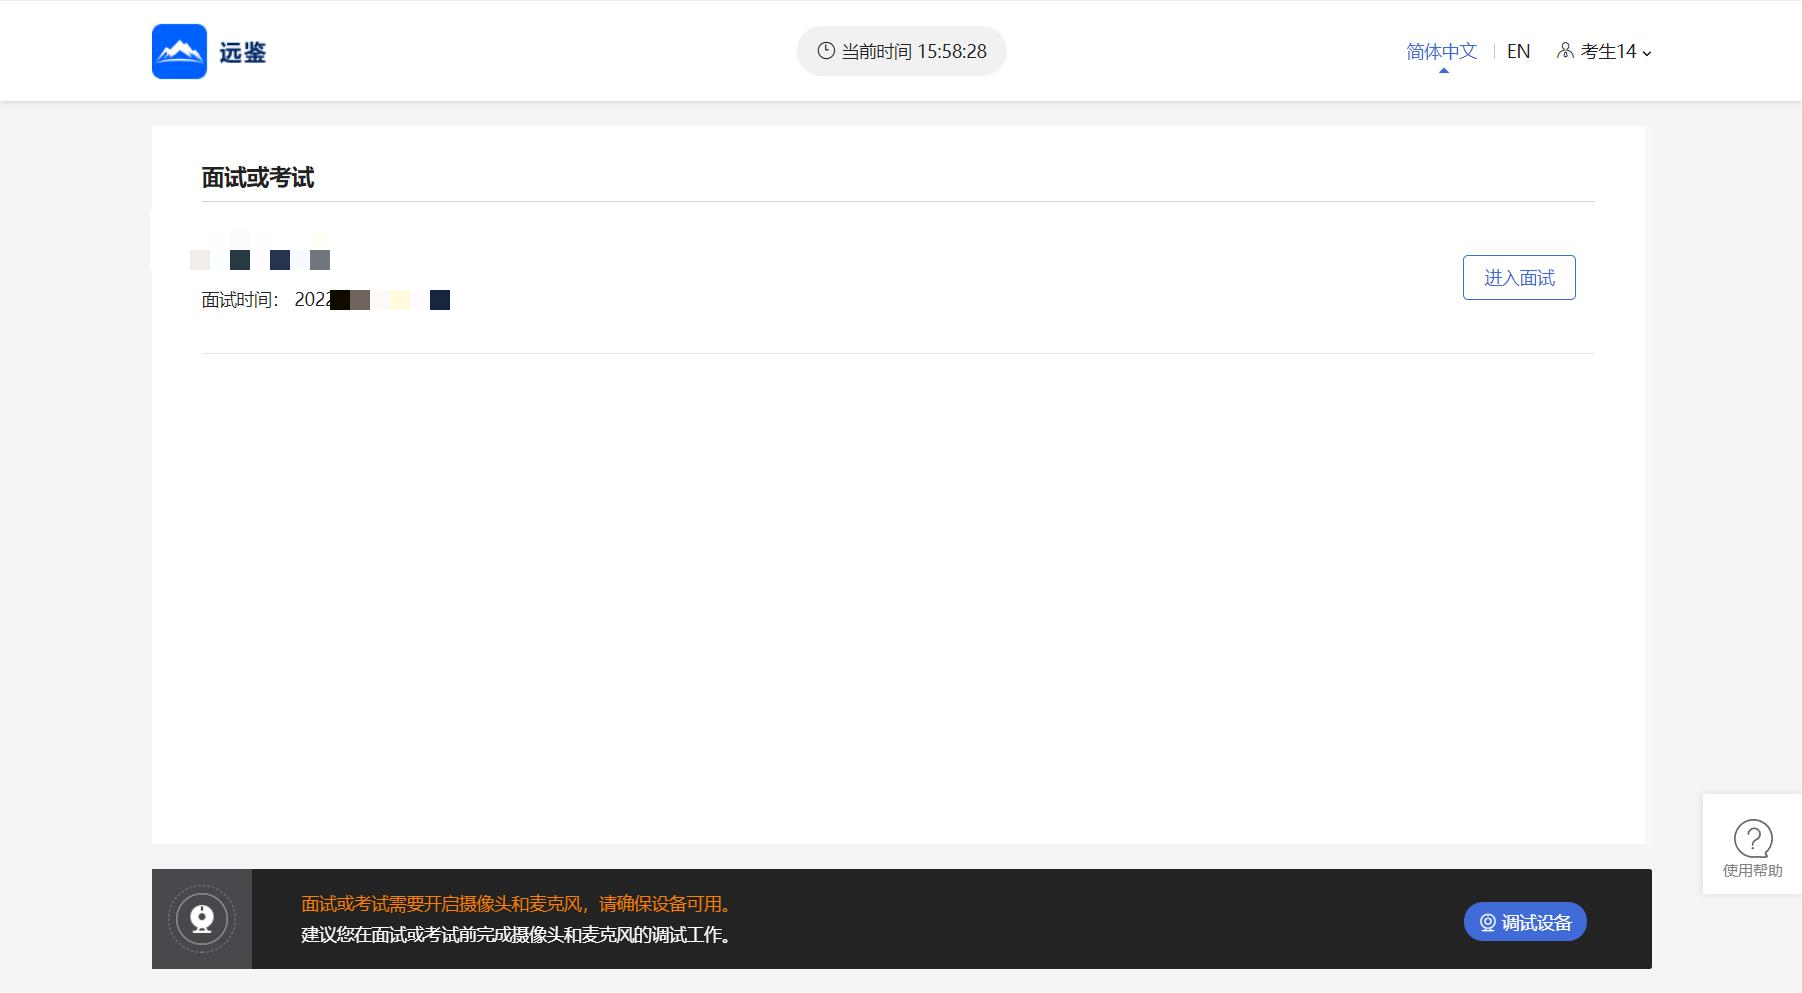 远鉴
当前时间 15:58:28
简体中文 EN 考生14
面试或考试
面试时间： 2022
进入面试
使用帮助
面试或考试需要开启摄像头和麦克风，请确保设备可用。
建议您在面试或考试前完成摄像头和麦克风的调试工作。
调试设备